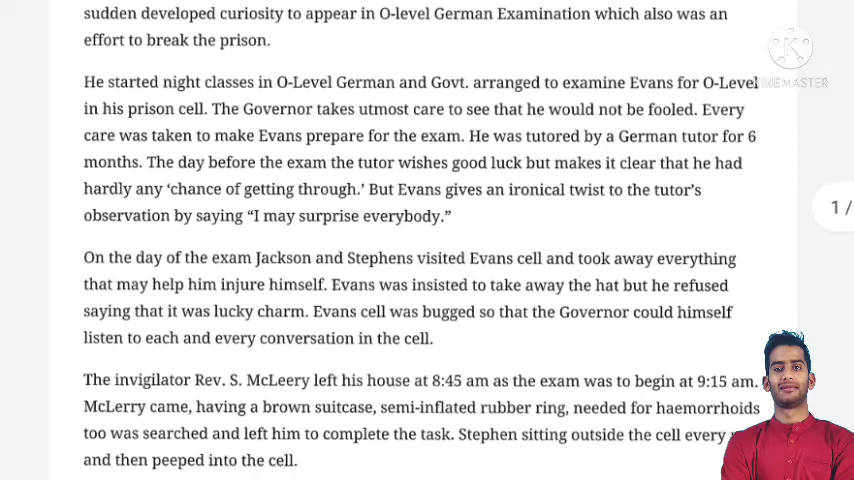 sudden developed curiosity to appear in O-level German Examination which also was an
effort to break the prison.
He started night classes in O-Level German and Govt. arranged to examine Evans for O-Level
in his prison cell. The Governor takes utmost care to see that he would not be fooled. Every
care was taken to make Evans prepare for the exam. He was tutored by a German tutor for 6
months. The day before the exam the tutor wishes good luck but makes it clear that he had
hardly any ‘chance of getting through.’ But Evans gives an ironical twist to the tutor’s
observation by saying “I may surprise everybody.”
On the day of the exam Jackson and Stephens visited Evans cell and took away everything
that may help him injure himself. Evans was insisted to take away the hat but he refused
saying that it was lucky charm. Evans cell was bugged so that the Governor could himself
listen to each and every conversation in the cell.
The invigilator Rev. S. McLeery left his house at 8:45 am as the exam was to begin at 9:15 am.
McLerry came, having a brown suitcase, semi-inflated rubber ring, needed for haemorrhoids
too was searched and left him to complete the task. Stephen sitting outside the cell every
and then peeped into the cell.
KINEMASTER
1/